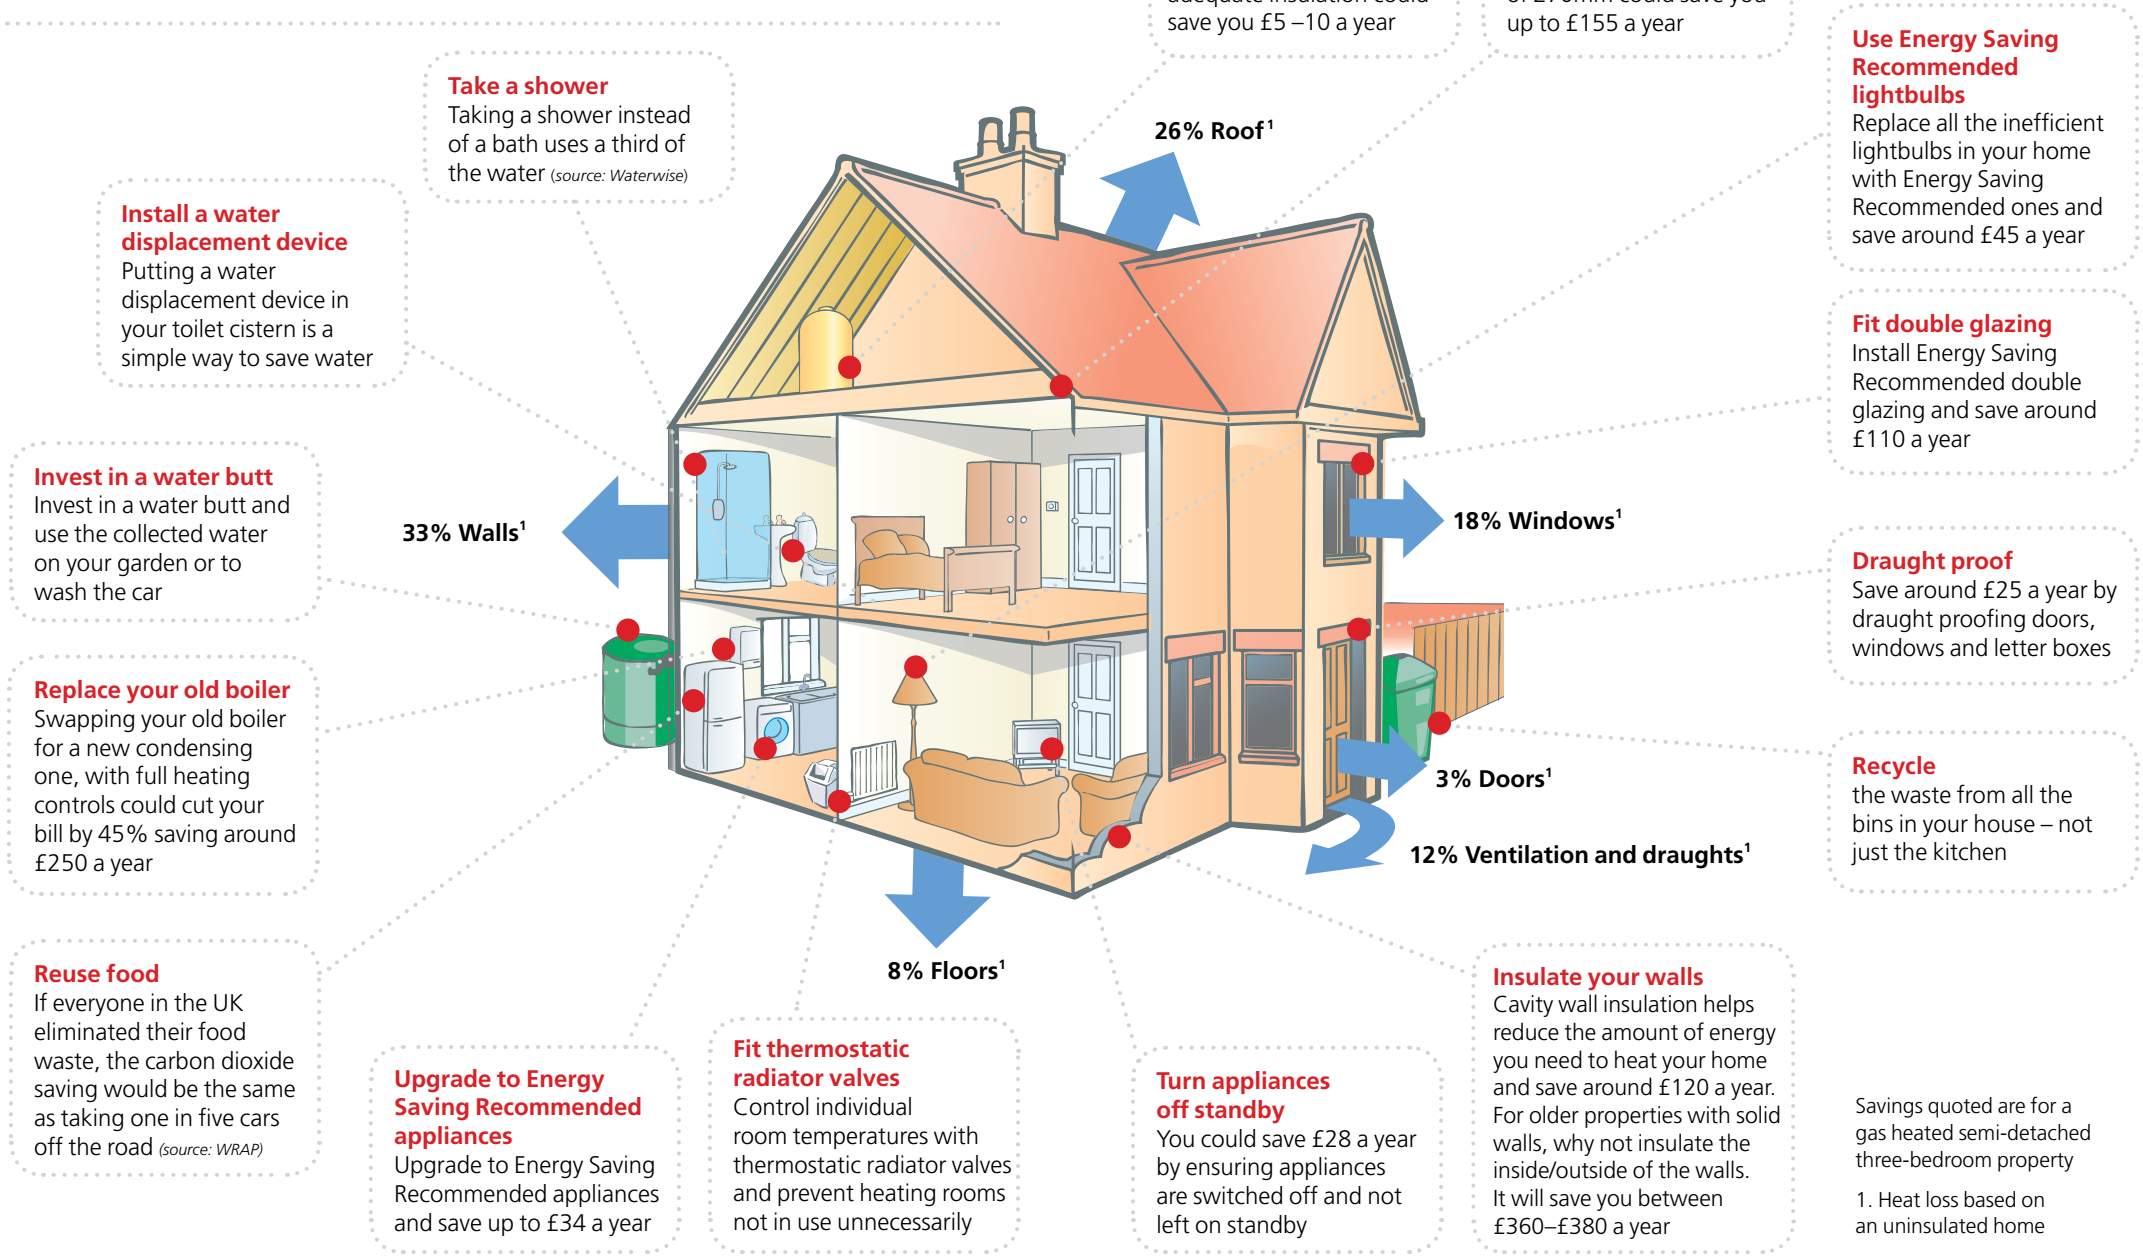 adequate insulation could
save you £5 –10 a year
of 270mm could save you
up to £155 a year
Take a shower
Taking a shower instead
of a bath uses a third of
the water (source: Waterwise)
26% Roof¹
Use Energy Saving
Recommended
lightbulbs
Replace all the inefficient
lightbulbs in your home
with Energy Saving
Recommended ones and
save around £45 a year
Install a water
displacement device
Putting a water
displacement device in
your toilet cistern is a
simple way to save water
Fit double glazing
Install Energy Saving
Recommended double
glazing and save around
£110 a year
Invest in a water butt
Invest in a water butt and
use the collected water
on your garden or to
wash the car
33% Walls¹
18% Windows¹
Draught proof
Save around £25 a year by
draught proofing doors,
windows and letter boxes
Replace your old boiler
Swapping your old boiler
for a new condensing
one, with full heating
controls could cut your
bill by 45% saving around
£250 a year
3% Doors¹
12% Ventilation and draughts¹
Recycle
the waste from all the
bins in your house – not
just the kitchen
8% Floors¹
Reuse food
If everyone in the UK
eliminated their food
waste, the carbon dioxide
saving would be the same
as taking one in five cars
off the road (source: WRAP)
Upgrade to Energy
Saving Recommended
appliances
Upgrade to Energy Saving
Recommended appliances
and save up to £34 a year
Fit thermostatic
radiator valves
Control individual
room temperatures with
thermostatic radiator valves
and prevent heating rooms
not in use unnecessarily
Turn appliances
off standby
You could save £28 a year
by ensuring appliances
are switched off and not
left on standby
Insulate your walls
Cavity wall insulation helps
reduce the amount of energy
you need to heat your home
and save around £120 a year.
For older properties with solid
walls, why not insulate the
inside/outside of the walls.
It will save you between
£360–£380 a year
Savings quoted are for a
gas heated semi-detached
three-bedroom property
1. Heat loss based on
an uninsulated home